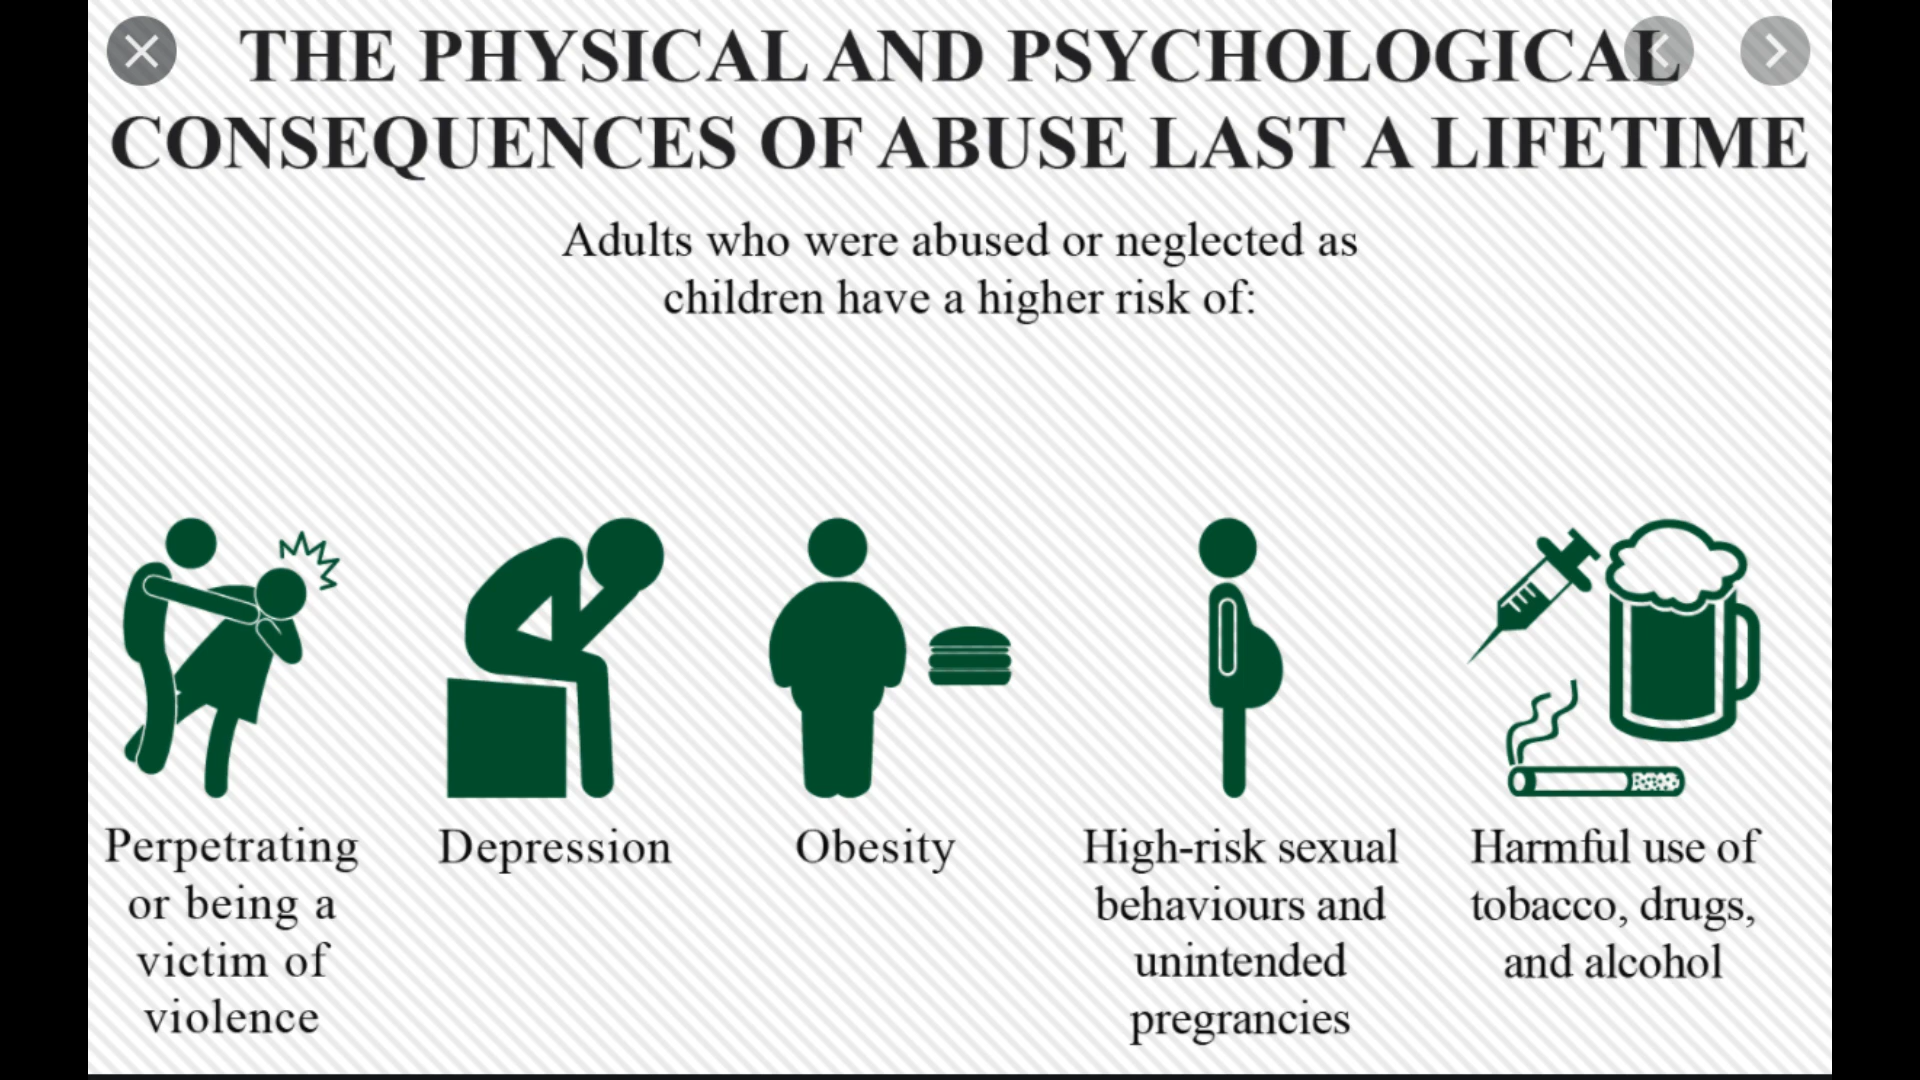 THE PHYSICAL AND PSYCHOLOGICAL
CONSEQUENCES OF ABUSE LAST A LIFETIME
Adults who were abused or neglected as
children have a higher risk of:
Perpetrating
or being a
victim of
violence
Depression
Obesity
High-risk sexual
behaviours and
unintended
pregrancies
Harmful use of
tobacco, drugs,
and alcohol